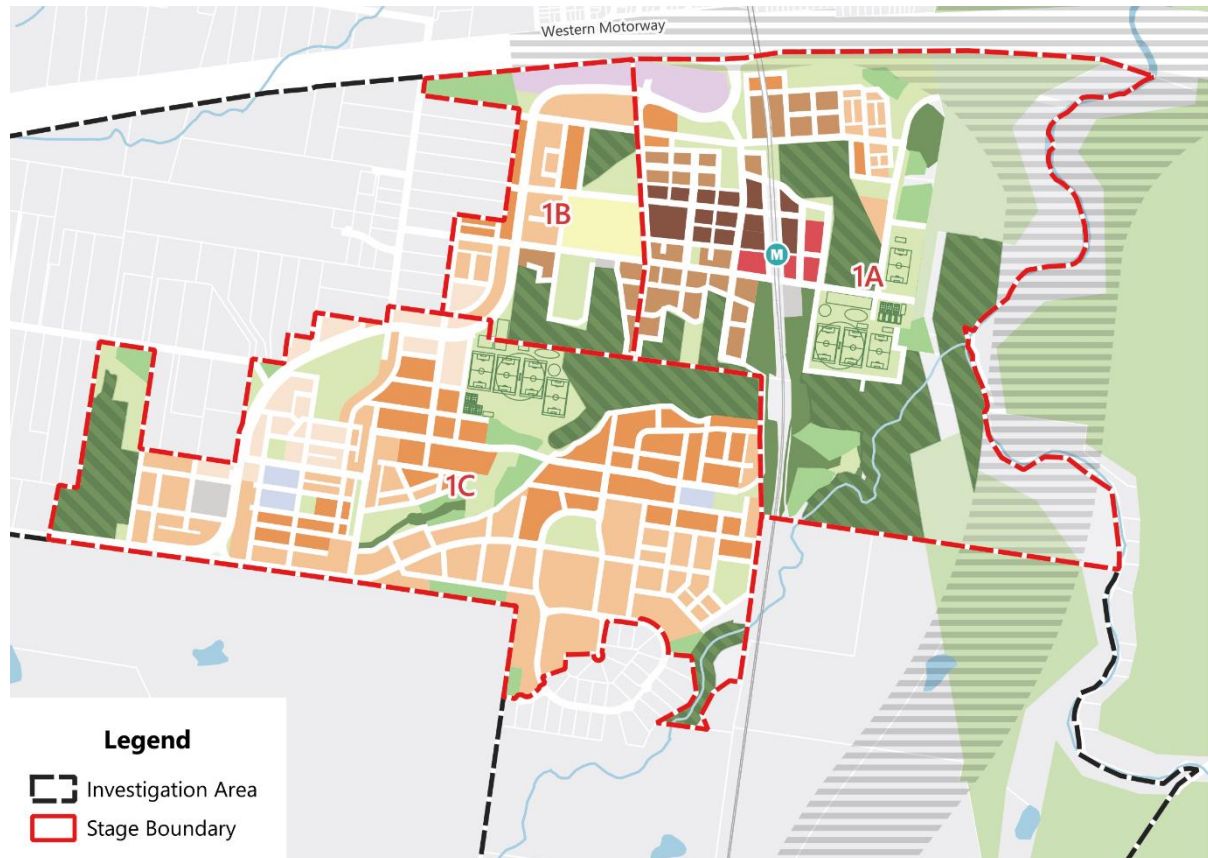 Western Motorway
1B
M
1A
1C
Legend
Investigation Area
Stage Boundary